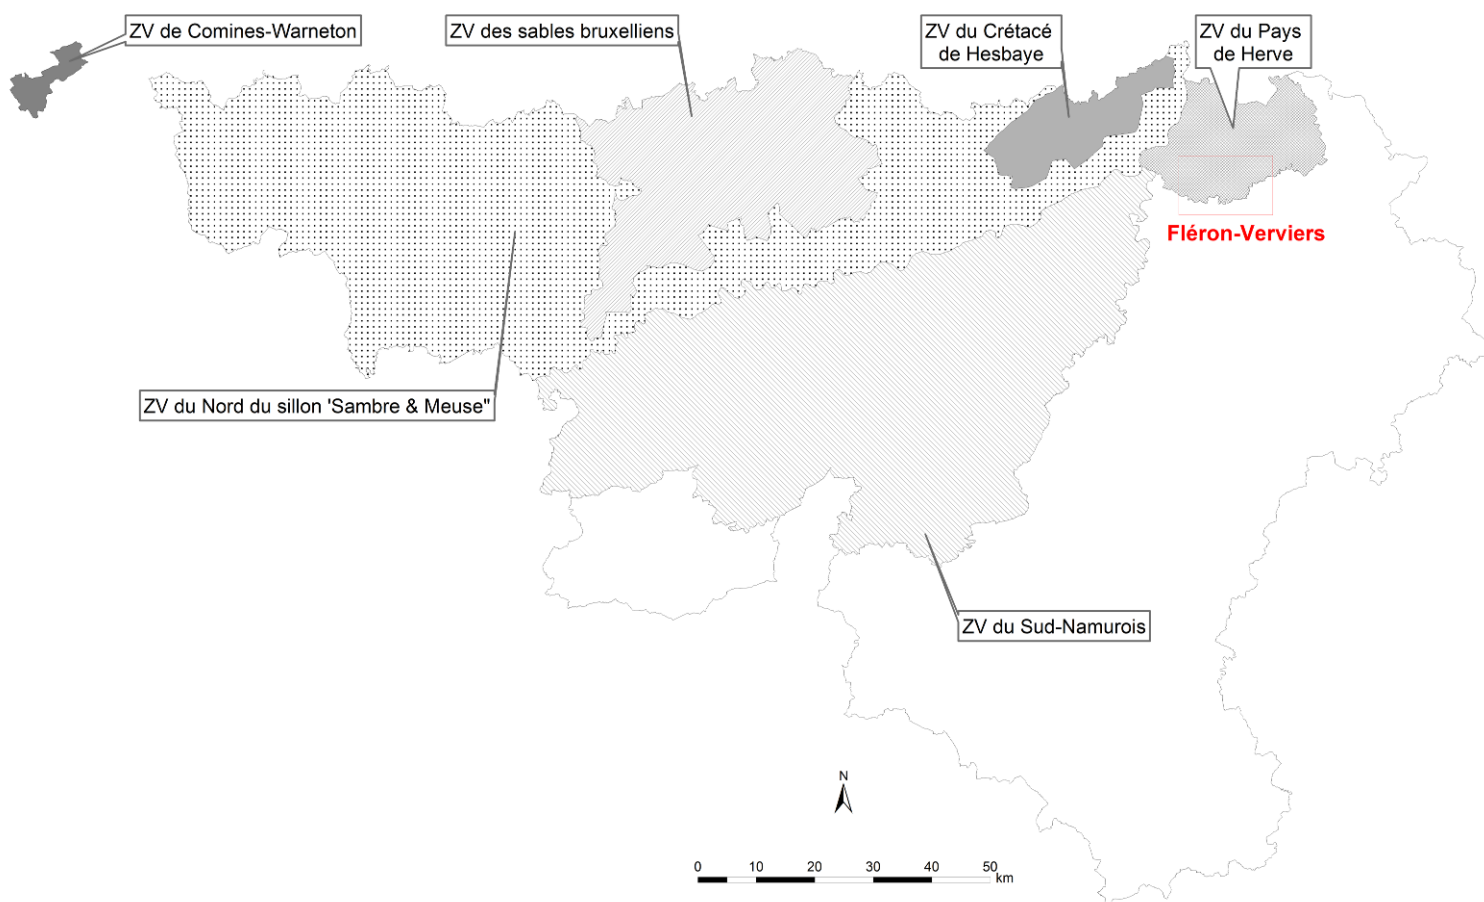 ZV de Comines-Warneton
ZV des sables bruxelliens
ZV du Crétacé
de Hesbaye
ZV du Pays
de Herve
Fléron-Verviers
ZV du Nord du sillon 'Sambre & Meuse"
ZV du Sud-Namurois
N
0 10 20 30 40 50
km